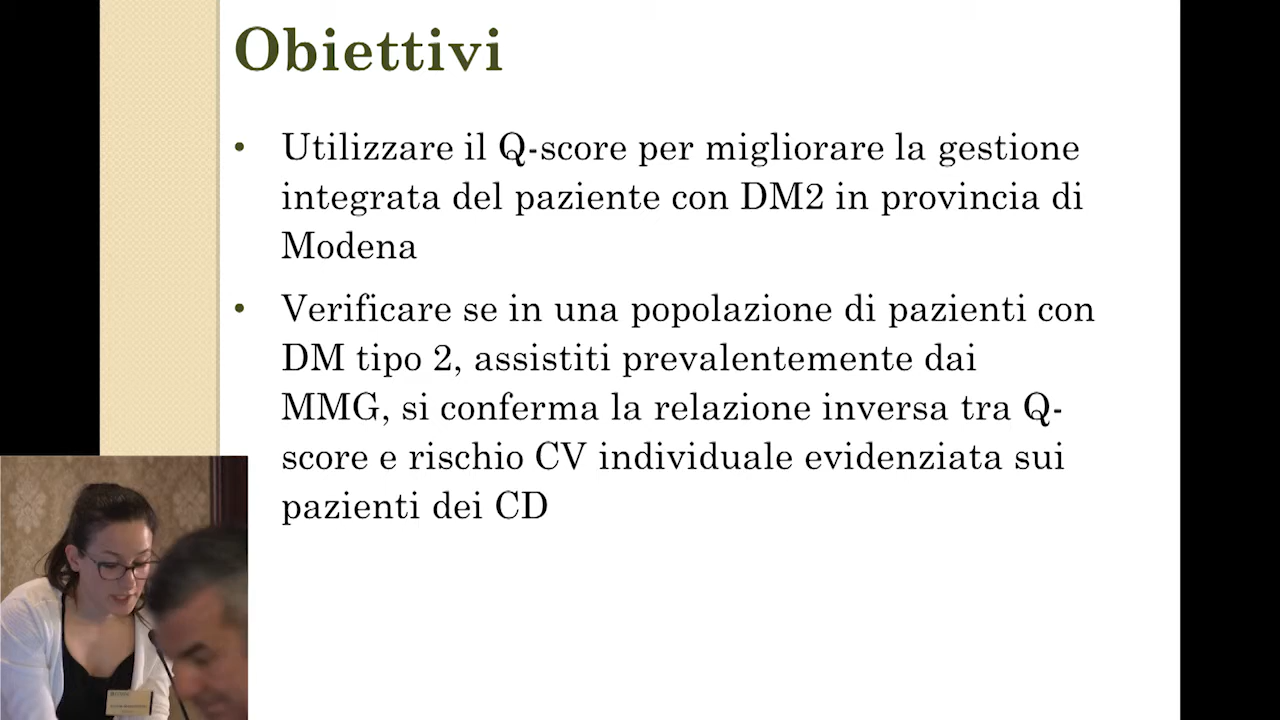 Obiettivi
• Utilizzare il Q-score per migliorare la gestione
integrata del paziente con DM2 in provincia di
Modena
• Verificare se in una popolazione di pazienti con
DM tipo 2, assistiti prevalentemente dai
MMG, si conferma la relazione inversa tra Q-
score e rischio CV individuale evidenziata sui
pazienti dei CD